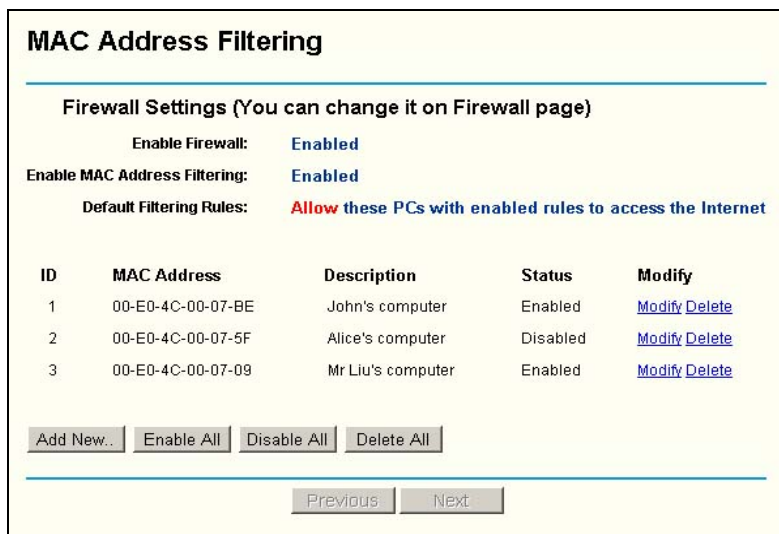 MAC Address Filtering
Firewall Settings (You can change it on Firewall page)
Enable Firewall: Enabled
Enable MAC Address Filtering: Enabled
Default Filtering Rules: Allow these PCs with enabled rules to access the Internet
ID MAC Address Description Status Modify
1 00-E0-4C-00-07-BE John's computer Enabled Modify Delete
2 00-E0-4C-00-07-5F Alice's computer Disabled Modify Delete
3 00-E0-4C-00-07-09 Mr Liu's computer Enabled Modify Delete
Add New.. Enable All Disable All Delete All
Previous Next